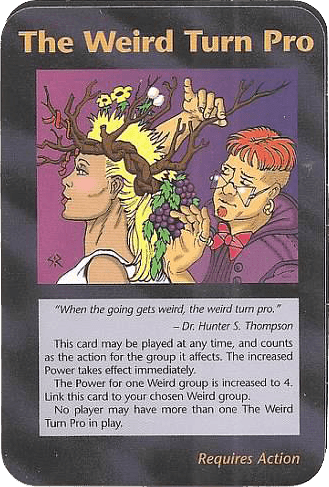 The Weird Turn Pro
“When the going gets weird, the weird turn pro.”
– Dr. Hunter S. Thompson
This card may be played at any time, and counts
as the action for the group it affects. The increased
Power takes effect immediately.
The Power for one Weird group is increased to 4.
Link this card to your chosen Weird group.
No player may have more than one The Weird
Turn Pro in play.
Requires Action